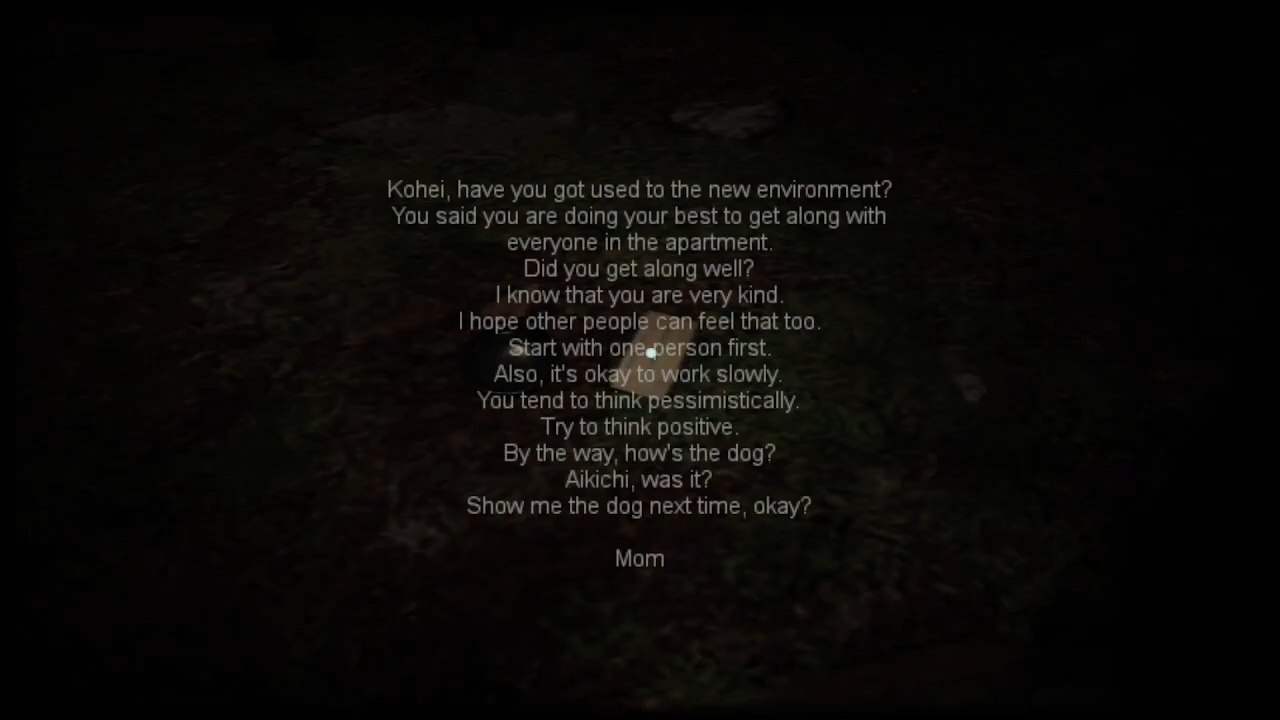 Kohei, have you got used to the new environment?
You said you are doing your best to get along with
everyone in the apartment.
Did you get along well?
I know that you are very kind.
I hope other people can feel that too.
Start with one person first.
Also, it's okay to work slowly.
You tend to think pessimistically.
Try to think positive.
By the way, how's the dog?
Aikichi, was it?
Show me the dog next time, okay?
Mom